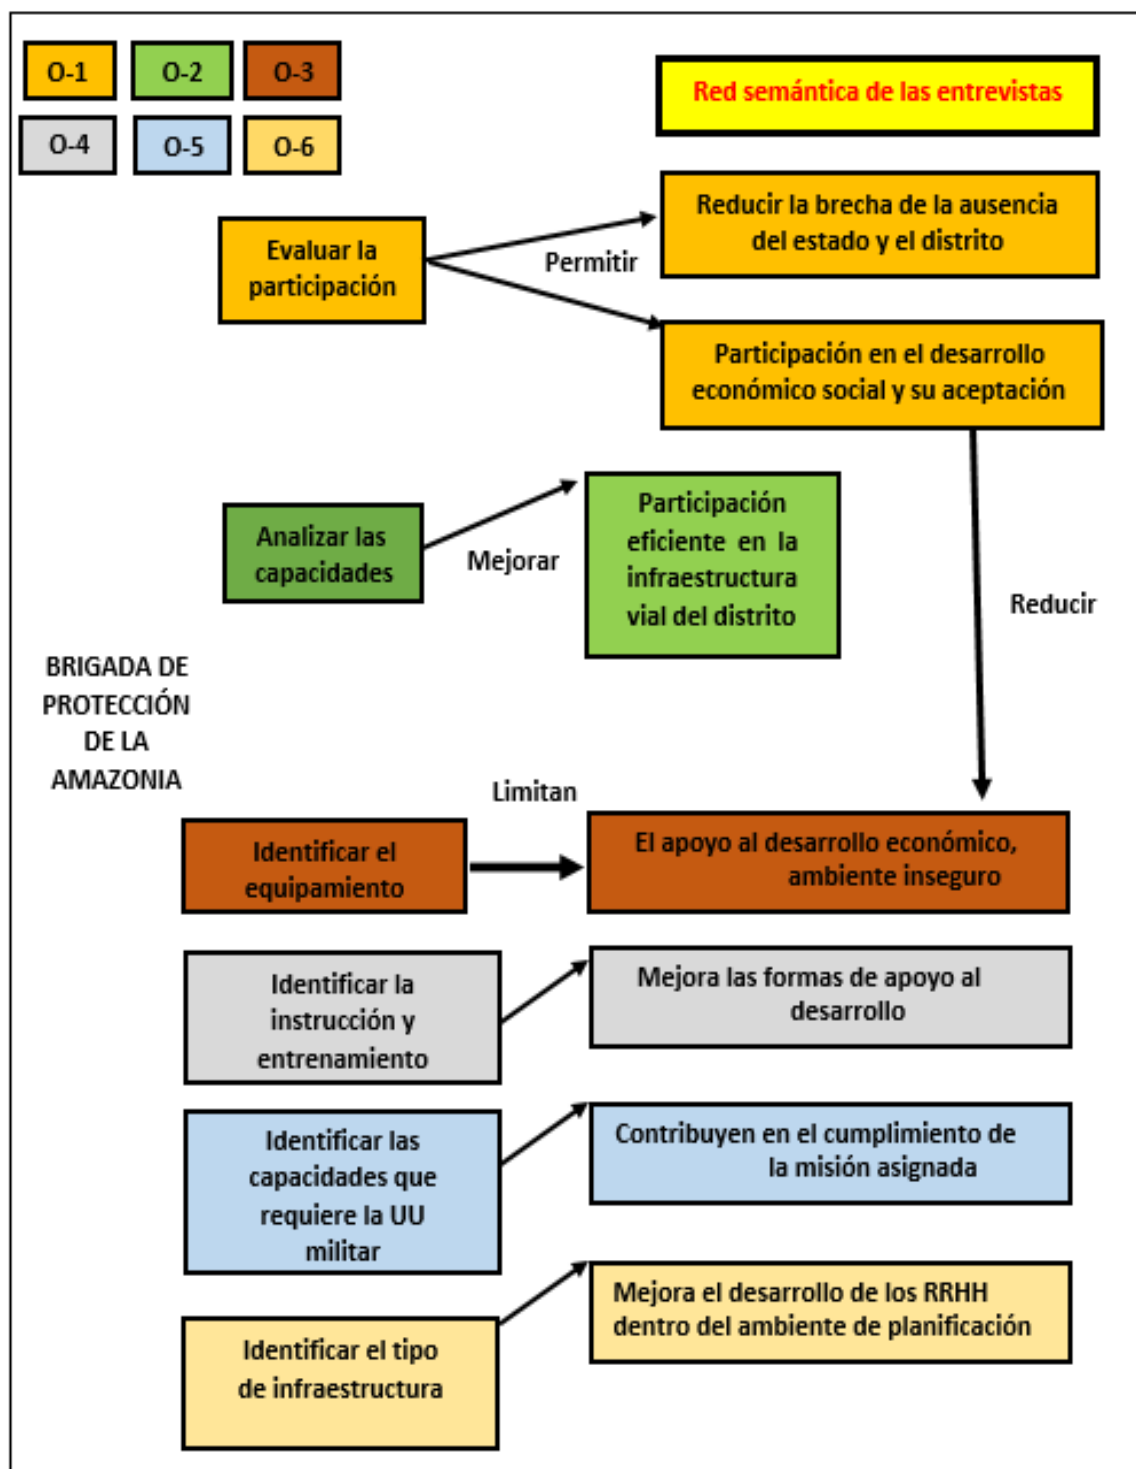 O-1
O-2
O-3
O-4
O-5
O-6
Red semántica de las entrevistas
Evaluar la
participación
Permitir
Reducir la brecha de la ausencia
del estado y el distrito
Participación en el desarrollo
económico social y su aceptación
Analizar las
capacidades
Mejorar
Participación
eficiente en la
infraestructura
vial del distrito
Reducir
BRIGADA DE
PROTECCIÓN
DE LA
AMAZONIA
Limitan
Identificar el
equipamiento
El apoyo al desarrollo económico,
ambiente inseguro
Identificar la
instrucción y
entrenamiento
Mejora las formas de apoyo al
desarrollo
Identificar las
capacidades que
requiere la UU
militar
Contribuyen en el cumplimiento de
la misión asignada
Identificar el tipo
de infraestructura
Mejora el desarrollo de los RRHH
dentro del ambiente de planificación